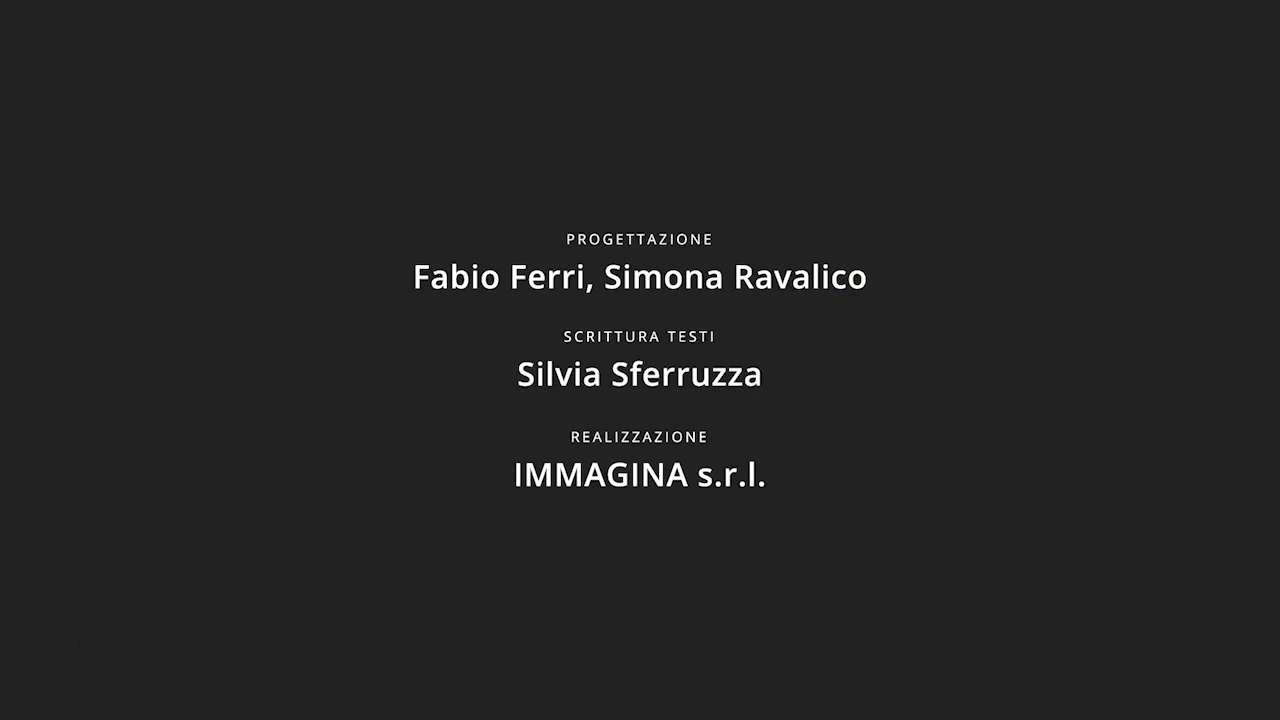 PROGETTAZIONE
Fabio Ferri, Simona Ravalico
SCRITTURA TESTI
Silvia Sferruzza
REALIZZAZIONE
IMMAGINA s.r.l.